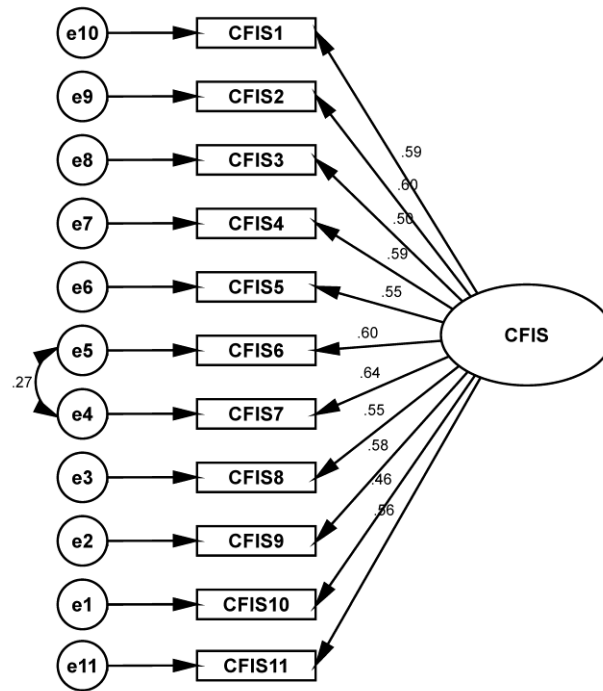 e10 CFIS1
.59
e9 CFIS2
.60
e8 CFIS3
.50
e7 CFIS4
.59
e6 CFIS5
.55
CFIS
e5 CFIS6
.60
.27
.64
e4 CFIS7
.55
e3 CFIS8
.58
.46
e2 CFIS9
.56
e1 CFIS10
e11 CFIS11